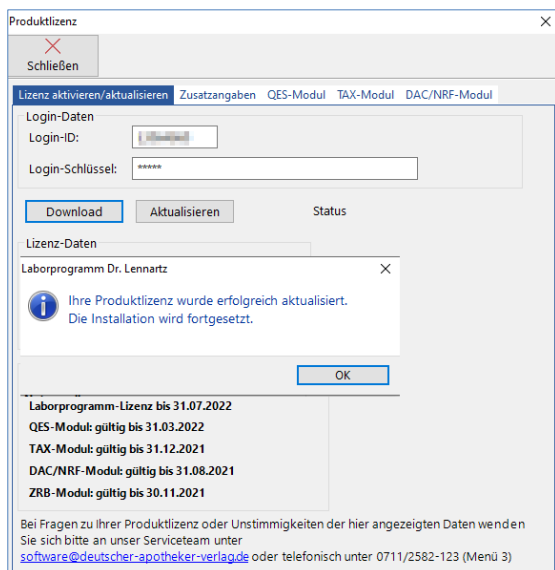 Produktlizenz
Schließen
Lizenz aktivieren/aktualisieren Zusatzangaben QES-Modul TAX-Modul DAC/NRF-Modul
Login-Daten
Login-ID:
Login-Schlüssel: *****
Download Aktualisieren Status
Lizenz-Daten
Laborprogramm Dr. Lennartz
Ihre Produktlizenz wurde erfolgreich aktualisiert.
Die Installation wird fortgesetzt.
OK
Laborprogramm-Lizenz bis 31.07.2022
QES-Modul: gültig bis 31.03.2022
TAX-Modul: gültig bis 31.12.2021
DAC/NRF-Modul: gültig bis 31.08.2021
ZRB-Modul: gültig bis 30.11.2021
Bei Fragen zu Ihrer Produktlizenz oder Unstimmigkeiten der hier angezeigten Daten wenden
Sie sich bitte an unser Serviceteam unter
software@deutscher-apotheker-verlag.de oder telefonisch unter 0711/2582-123 (Menü 3)